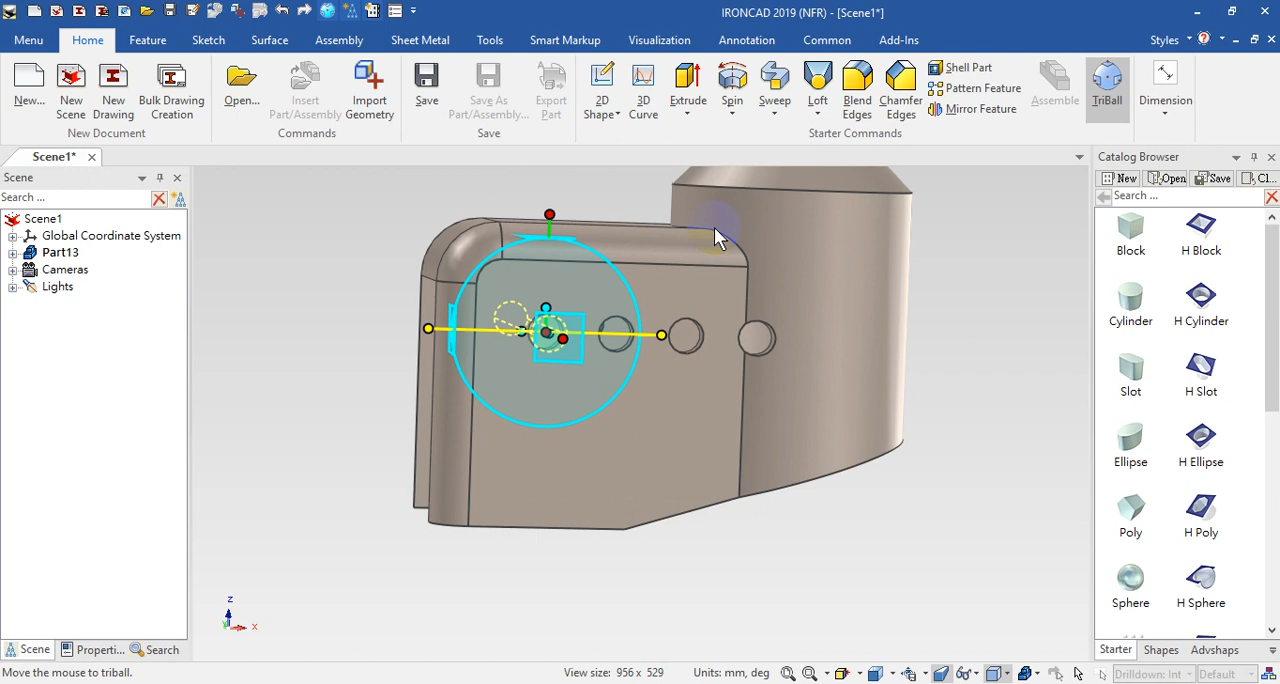 IRONCAD 2019 (NFR) - [Scene1*]
Menu Home Feature Sketch Surface Assembly Sheet Metal Tools Smart Markup Visualization Annotation Common Add-Ins Styles
New... New Scene New Drawing Bulk Drawing Creation
New Document
Open... Insert Part/Assembly Import Geometry
Commands
Save Save As Part/Assembly... Export Part
Save
2D Shape 3D Curve Extrude Spin Sweep Loft Blend Edges Chamfer Edges
Shell Part
Pattern Feature
Mirror Feature
Assemble TriBall Dimension
Starter Commands
Scene1*
Scene
Search ...
Scene1
Global Coordinate System
Part13
Cameras
Lights
z
x
Catalog Browser
New Open Save Cl...
Search ...
Block H Block
Cylinder H Cylinder
Slot H Slot
Ellipse H Ellipse
Poly H Poly
Sphere H Sphere
Scene Properti... Search
Starter Shapes Advshaps
Move the mouse to triball.
View size: 956 x 529
Units: mm, deg
Drilldown: Int
Default